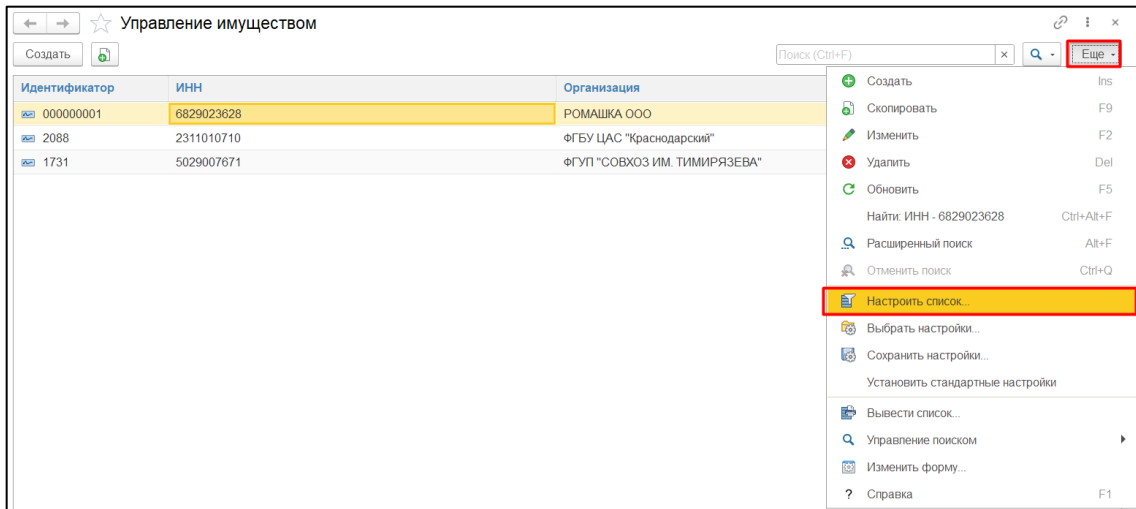 Управление имуществом
Создать
Поиск (Ctrl+F)
Еще
Идентификатор ИНН Организация
000000001 6829023628 РОМАШКА ООО
2088 2311010710 ФГБУ ЦАС "Краснодарский"
1731 5029007671 ФГУП "СОВХОЗ ИМ. ТИМИРЯЗЕВА"
Создать Ins
Скопировать F9
Изменить F2
Удалить Del
Обновить F5
Найти: ИНН - 6829023628 Ctrl+Alt+F
Расширенный поиск Alt+F
Отменить поиск Ctrl+Q
Настроить список...
Выбрать настройки...
Сохранить настройки...
Установить стандартные настройки
Вывести список...
Управление поиском
Изменить форму...
? Справка F1